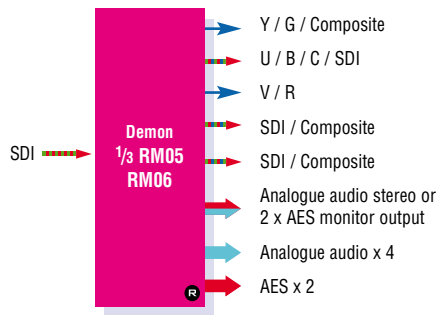 Y / G / Composite
U / B / C / SDI
V / R
SDI
Demon
1/3 RM05
RM06
SDI / Composite
SDI / Composite
Analogue audio stereo or
2 x AES monitor output
Analogue audio x 4
AES x 2
R